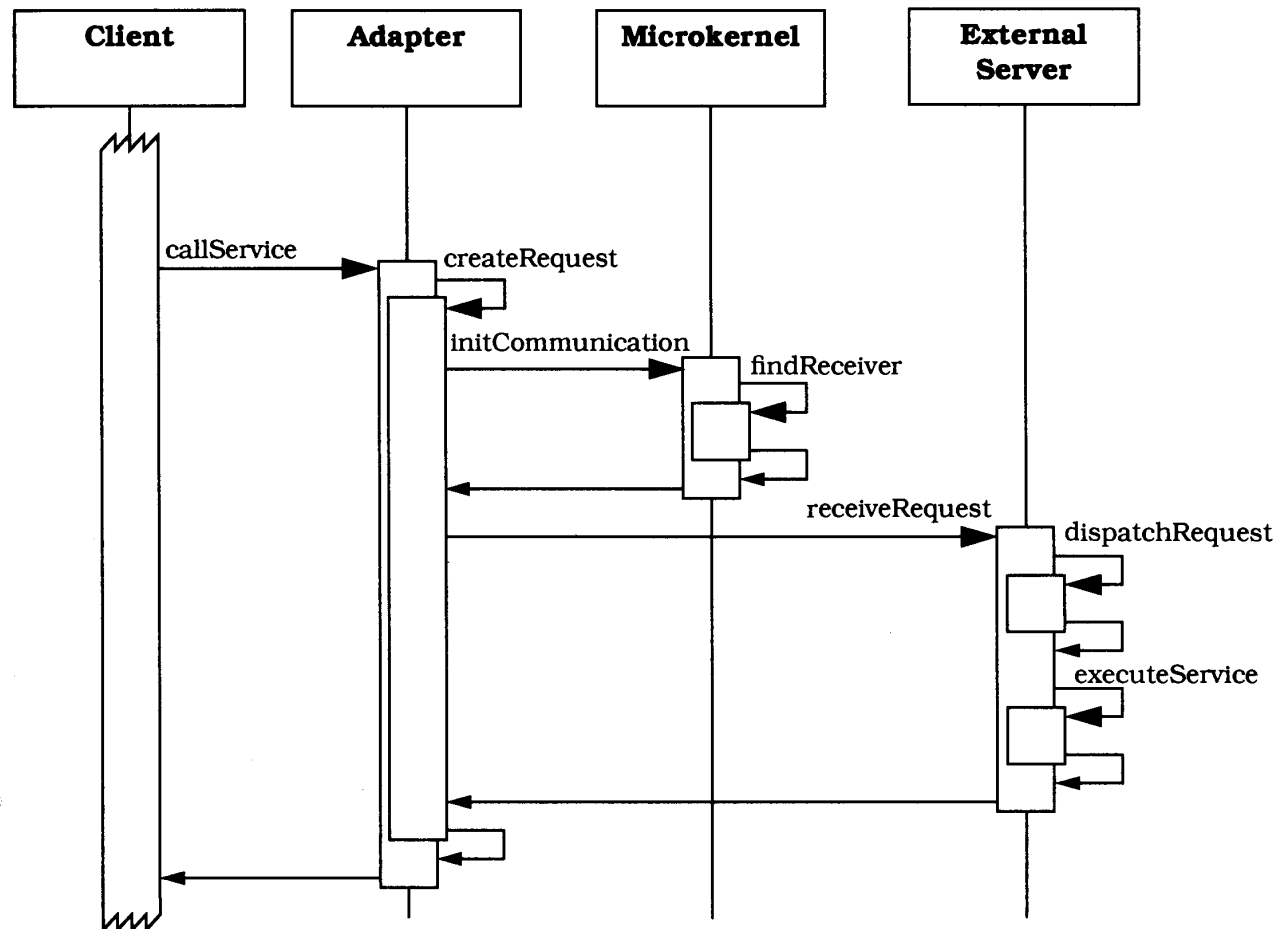 Client
Adapter
Microkernel
External
Server
callService
createRequest
initCommunication
findReceiver
receiveRequest
dispatchRequest
executeService